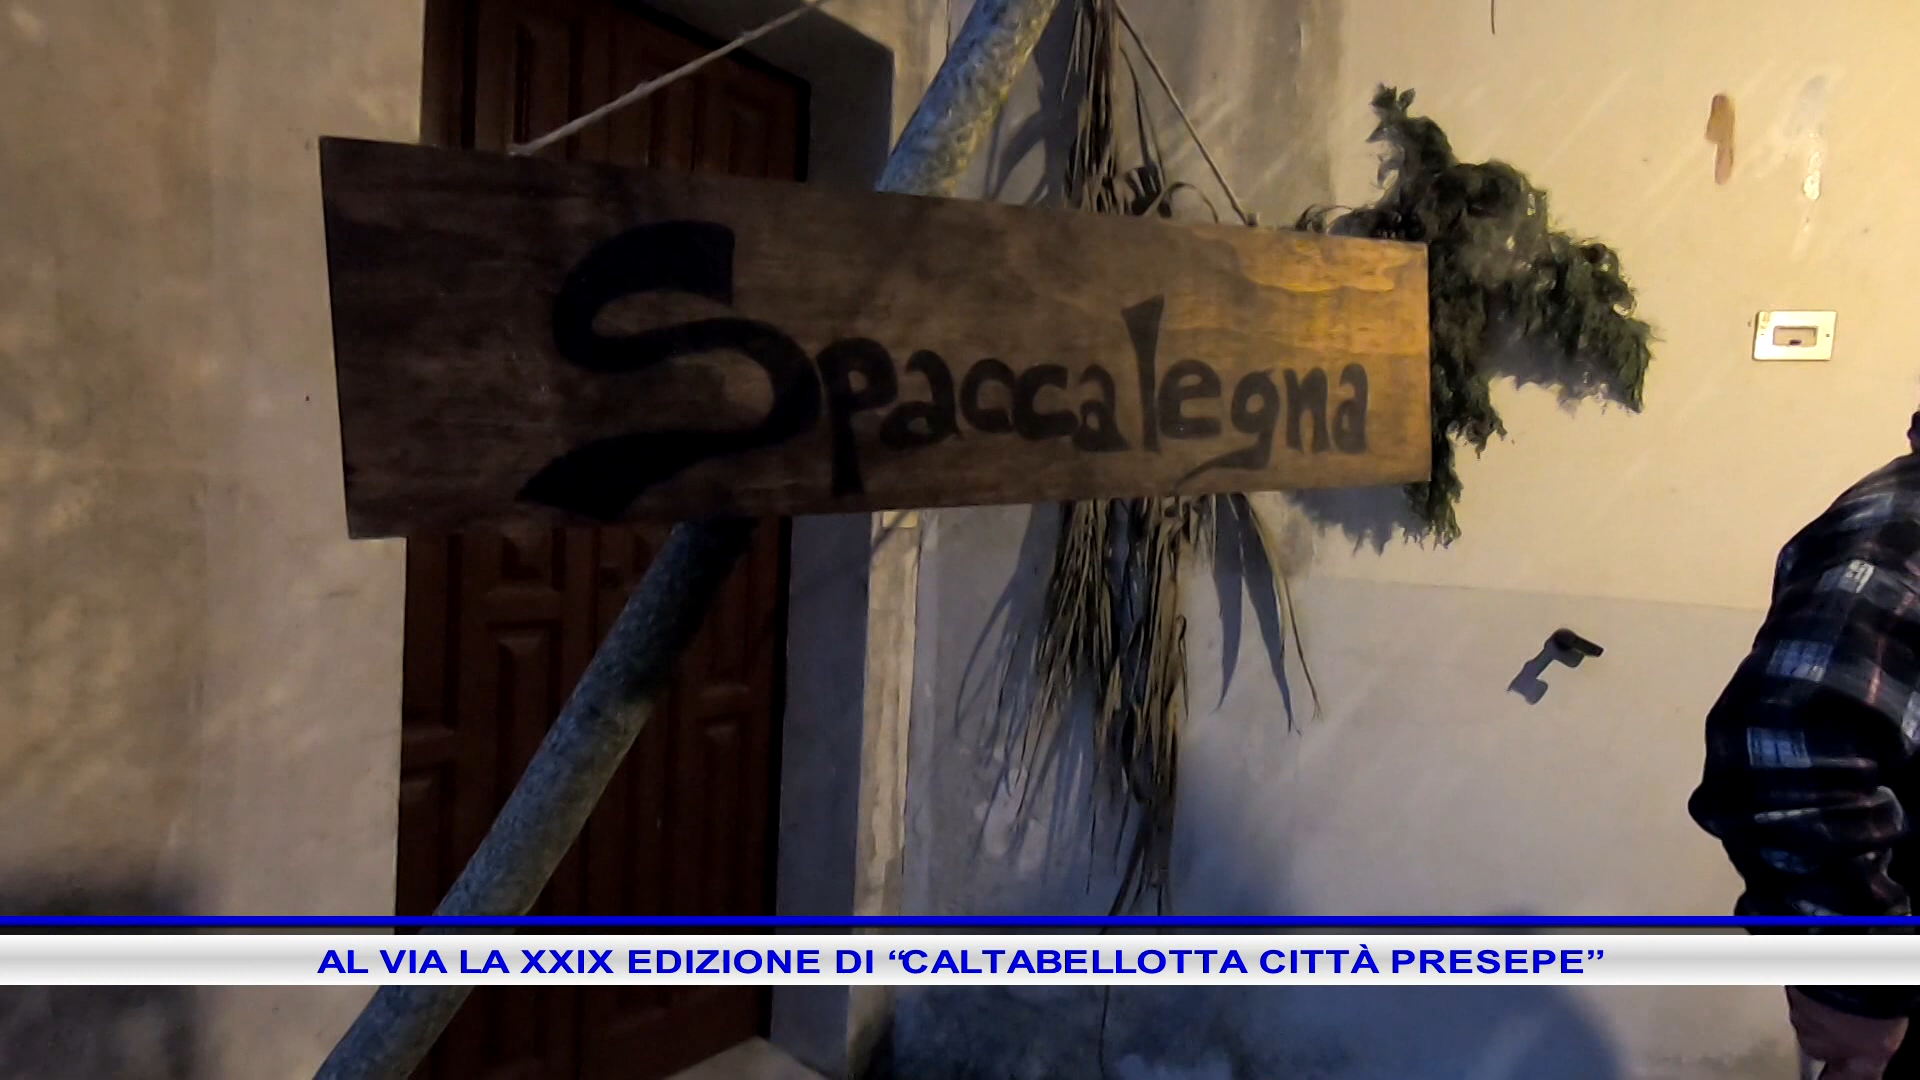 Spaccalegna
AL VIA LA XXIX EDIZIONE DI “CALTABELLOTTA CITTÀ PRESEPE”